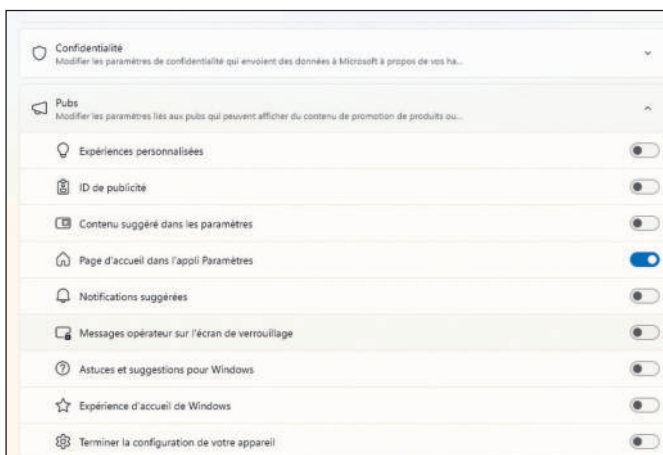 Confidentialité
Modifier les paramètres de confidentialité qui envoient des données à Microsoft à propos de vos ha...
Pubs
Modifier les paramètres liés aux pubs qui peuvent afficher du contenu de promotion de produits ou...
Expériences personnalisées
ID de publicité
Contenu suggéré dans les paramètres
Page d'accueil dans l'appli Paramètres
Notifications suggérées
Messages opérateur sur l'écran de verrouillage
Astuces et suggestions pour Windows
Expérience d'accueil de Windows
Terminer la configuration de votre appareil